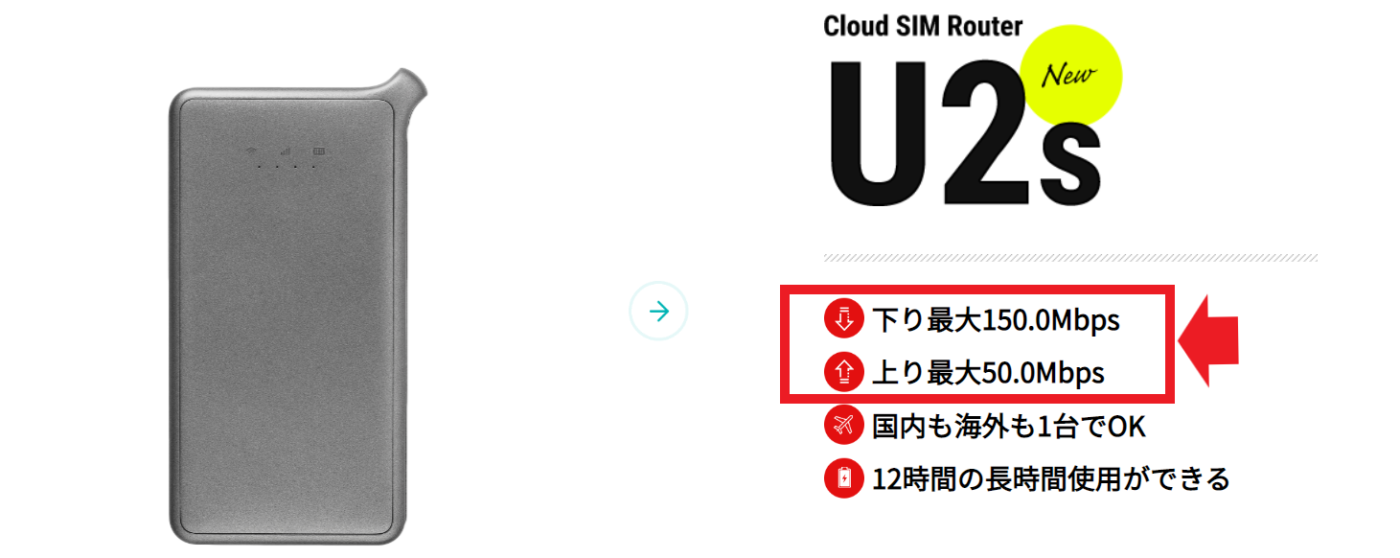 Cloud SIM Router
New
U2s
下り最大150.0Mbps
上り最大50.0Mbps
国内も海外も1台でOK
12時間の長時間使用ができる